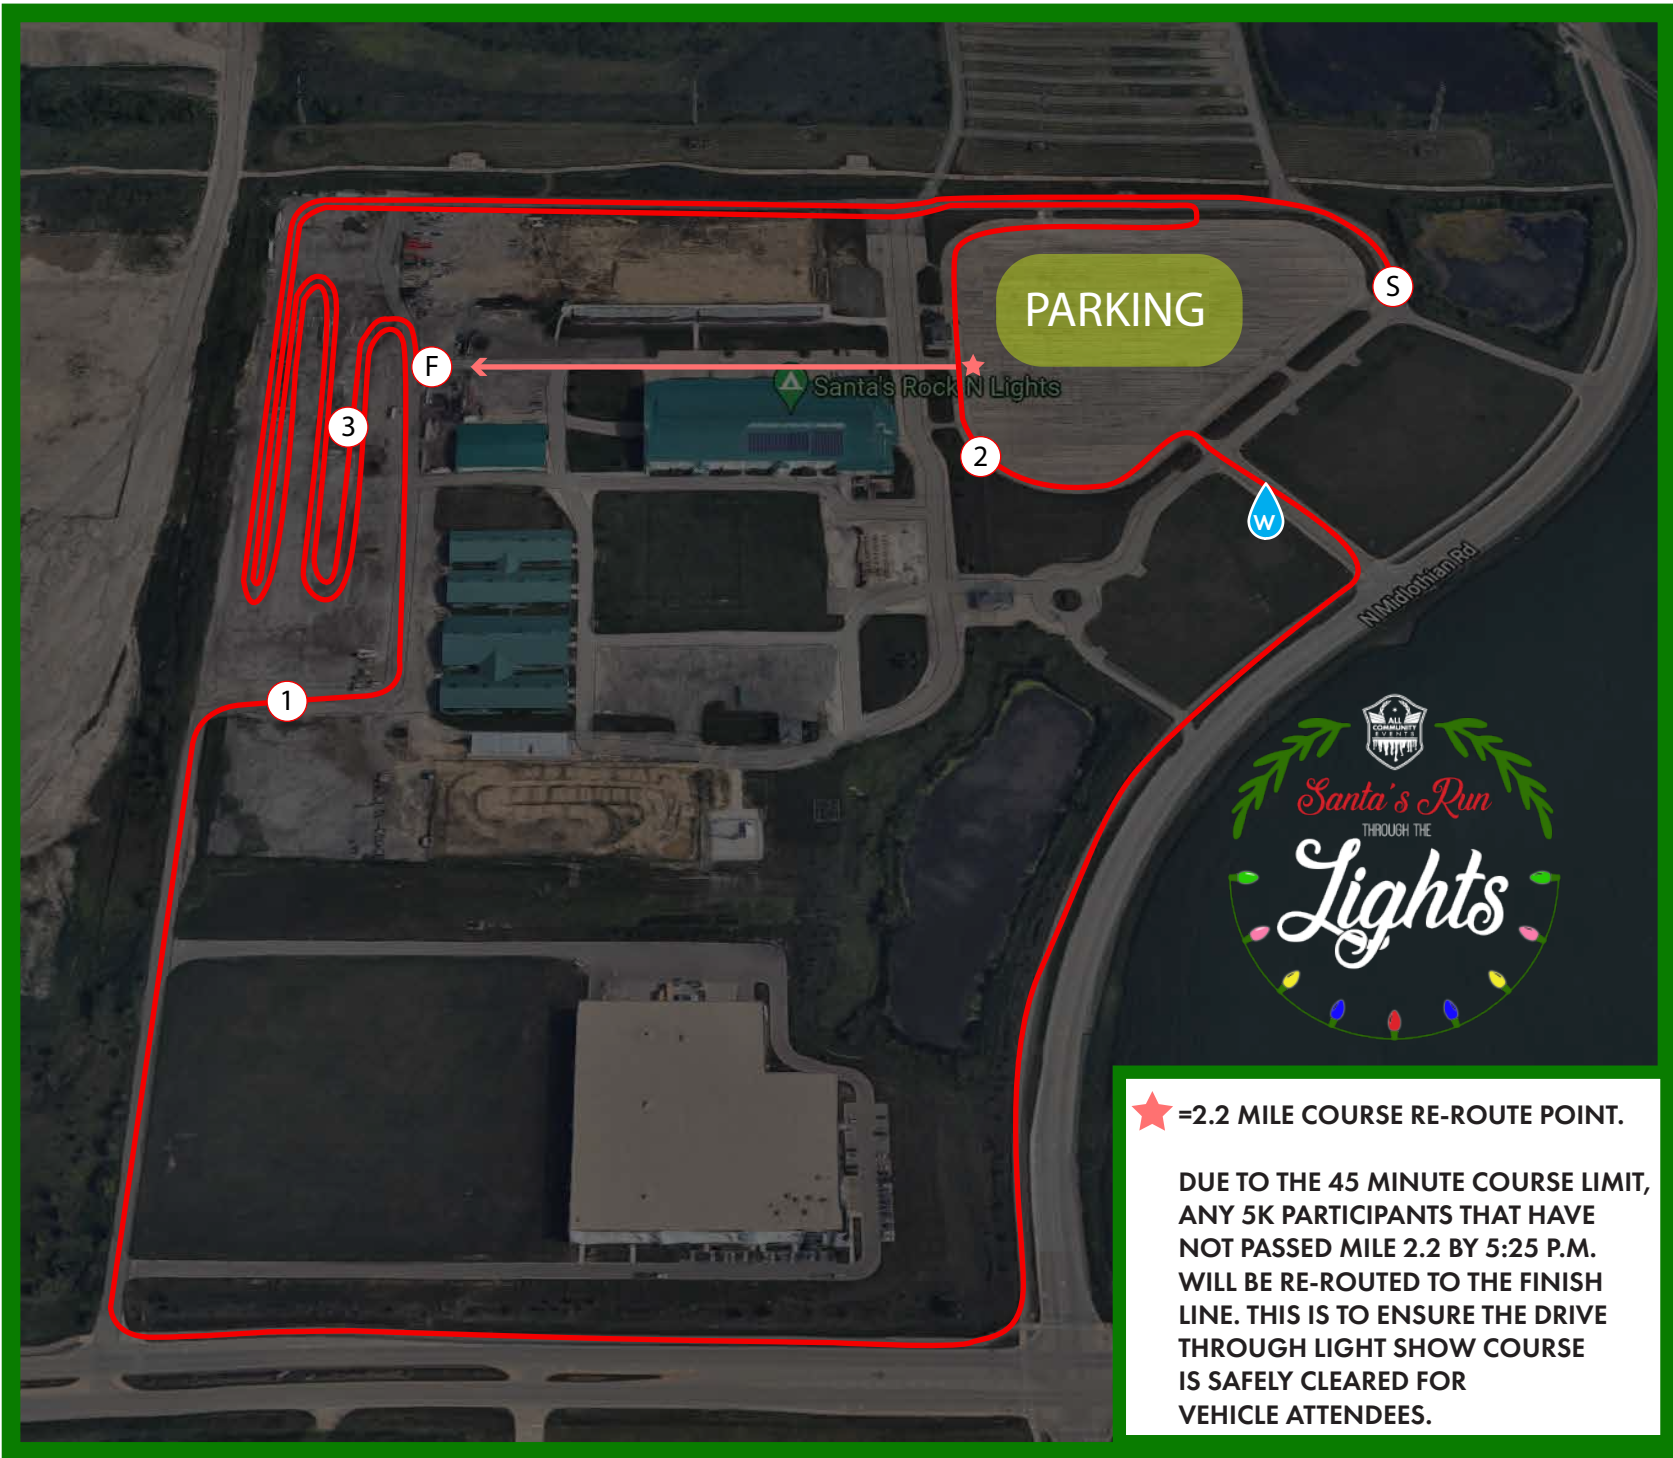 S
PARKING
F
Santa's Rock N Lights
3
2
W
N Midlothian Rd
1
ALL
COMMUNITY
EVENTS
Santa's Run
THROUGH THE
Lights
=2.2 MILE COURSE RE-ROUTE POINT.
DUE TO THE 45 MINUTE COURSE LIMIT,
ANY 5K PARTICIPANTS THAT HAVE
NOT PASSED MILE 2.2 BY 5:25 P.M.
WILL BE RE-ROUTED TO THE FINISH
LINE. THIS IS TO ENSURE THE DRIVE
THROUGH LIGHT SHOW COURSE
IS SAFELY CLEARED FOR
VEHICLE ATTENDEES.